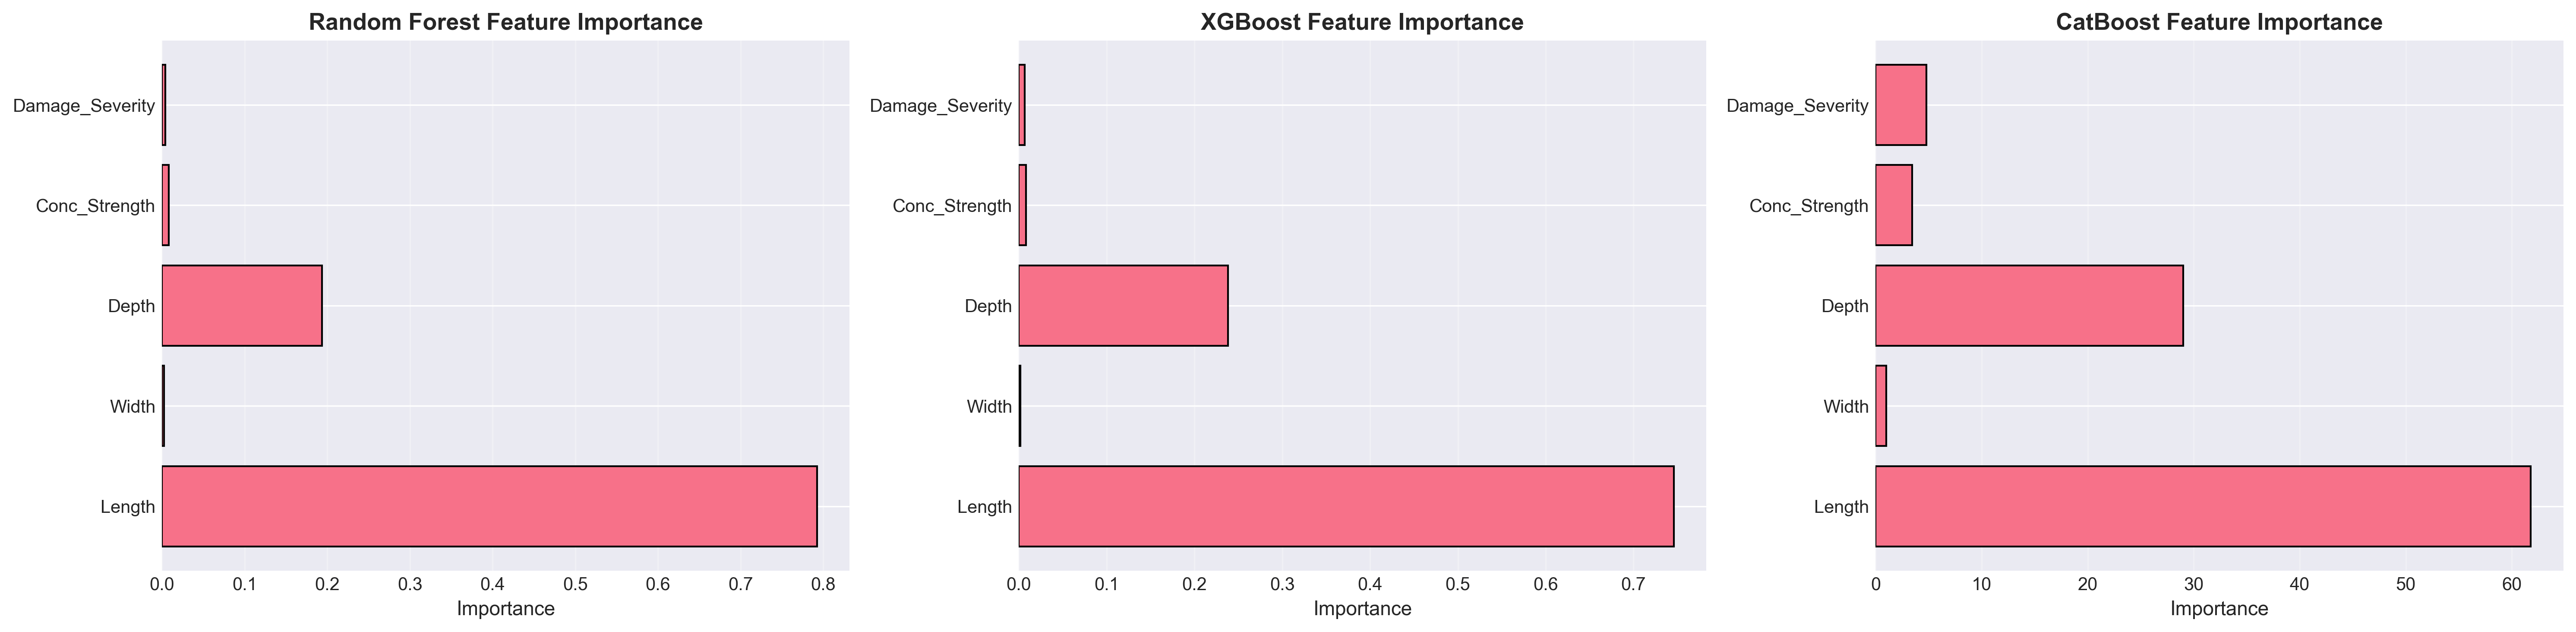 Random Forest Feature Importance
Damage_Severity
Conc_Strength
Depth
Width
Length
0.0 0.1 0.2 0.3 0.4 0.5 0.6 0.7 0.8
Importance
XGBoost Feature Importance
Damage_Severity
Conc_Strength
Depth
Width
Length
0.0 0.1 0.2 0.3 0.4 0.5 0.6 0.7
Importance
CatBoost Feature Importance
Damage_Severity
Conc_Strength
Depth
Width
Length
0 10 20 30 40 50 60
Importance